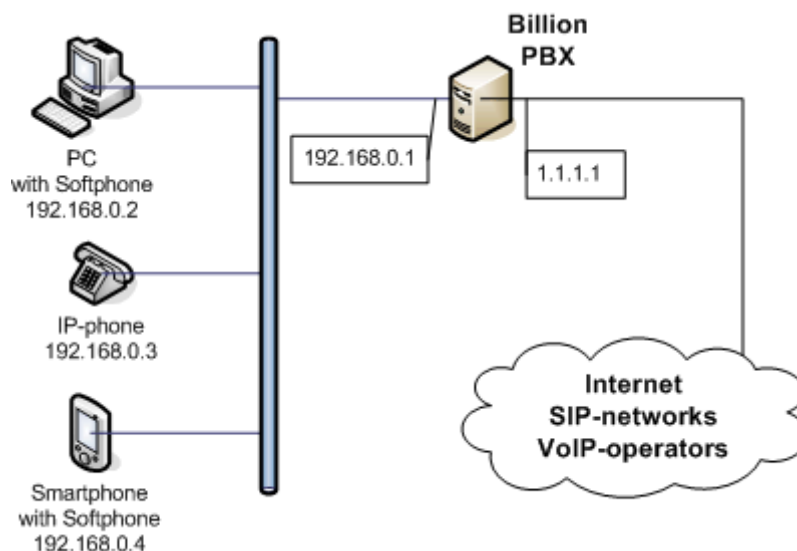 Billion
PBX
192.168.0.1
1.1.1.1
PC
with Softphone
192.168.0.2
IP-phone
192.168.0.3
Smartphone
with Softphone
192.168.0.4
Internet
SIP-networks
VoIP-operators